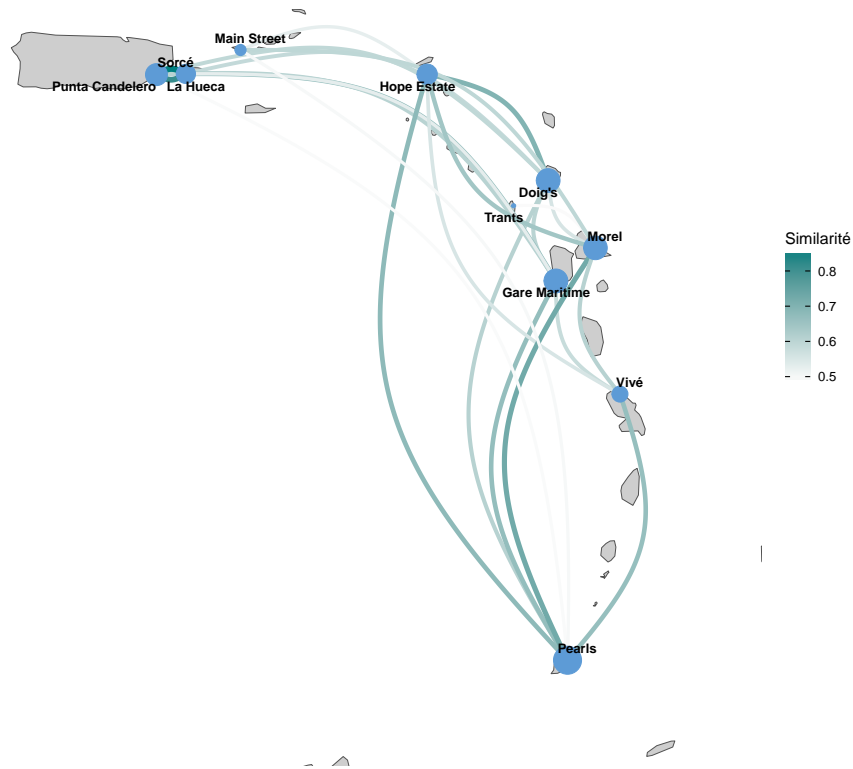 Main Street
Sorcé
Punta Candelero
La Hueca
Hope Estate
Doig's
Trants
Morel
Gare Maritime
Vivé
Pearls
Similarité
0.8
0.7
0.6
0.5